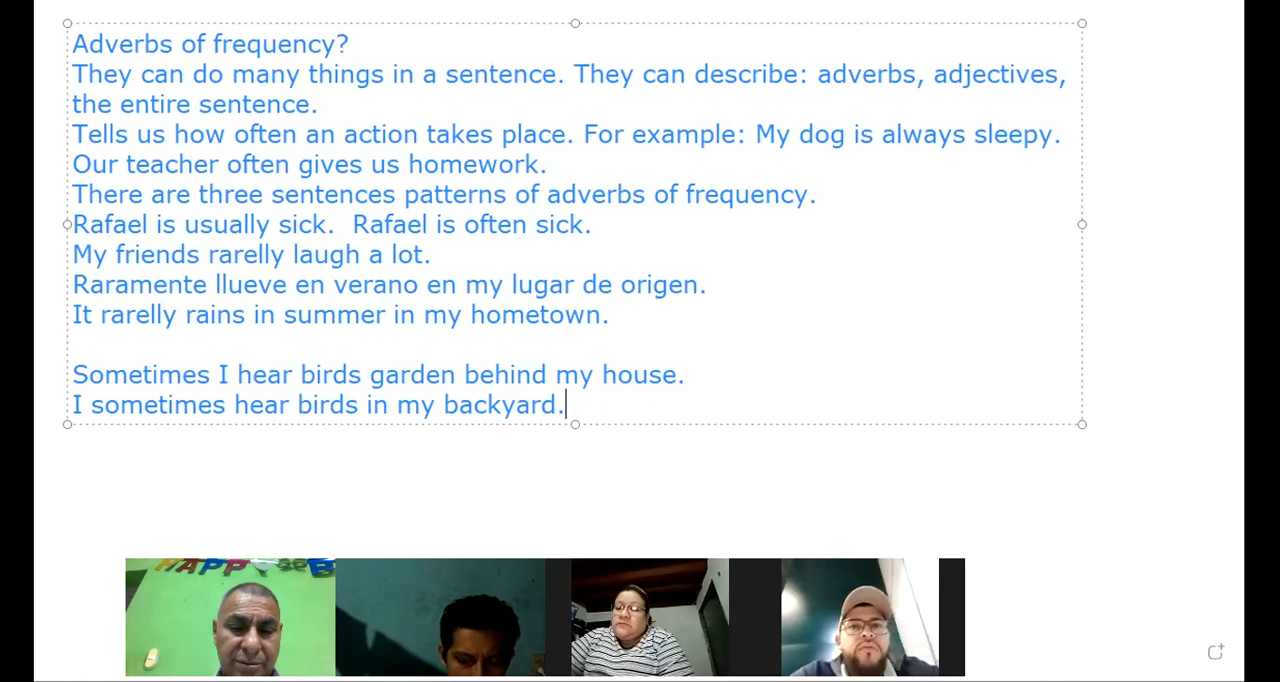 Adverbs of frequency?
They can do many things in a sentence. They can describe: adverbs, adjectives,
the entire sentence.
Tells us how often an action takes place. For example: My dog is always sleepy.
Our teacher often gives us homework.
There are three sentences patterns of adverbs of frequency.
Rafael is usually sick.  Rafael is often sick.
My friends rarelly laugh a lot.
Raramente llueve en verano en my lugar de origen.
It rarelly rains in summer in my hometown.
Sometimes I hear birds garden behind my house.
I sometimes hear birds in my backyard.
HAPP